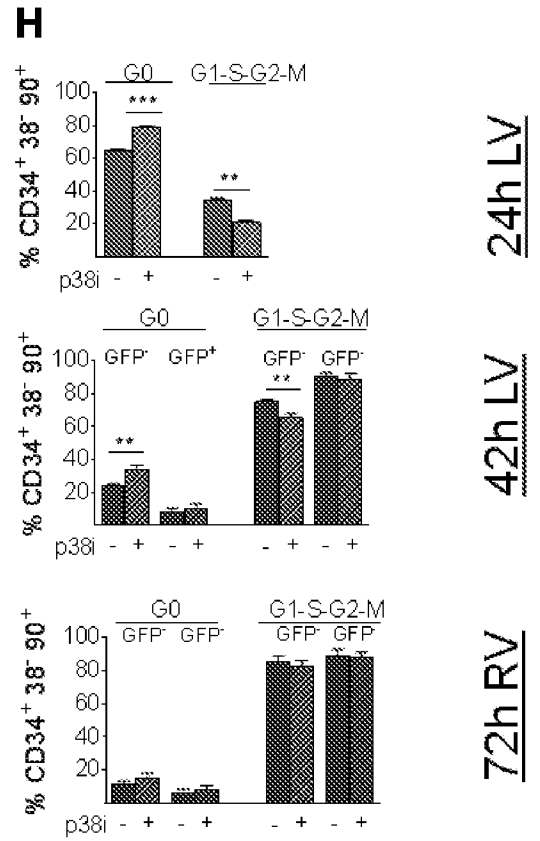 H
G0 G1-S-G2-M
% CD34⁺ 38⁻ 90⁺
100
80
60
40
20
*** **
p38i - + - +
24h LV
G0 G1-S-G2-M
GFP⁻ GFP⁺ GFP⁻ GFP⁻
% CD34⁺ 38⁻ 90⁺
100
80
60
40
20
** **
p38i - + - + - + - +
42h LV
G0 G1-S-G2-M
GFP⁻ GFP⁻ GFP⁻ GFP⁻
% CD34⁺ 38⁻ 90⁺
100
80
60
40
20
p38i - + - + - + - +
72h RV